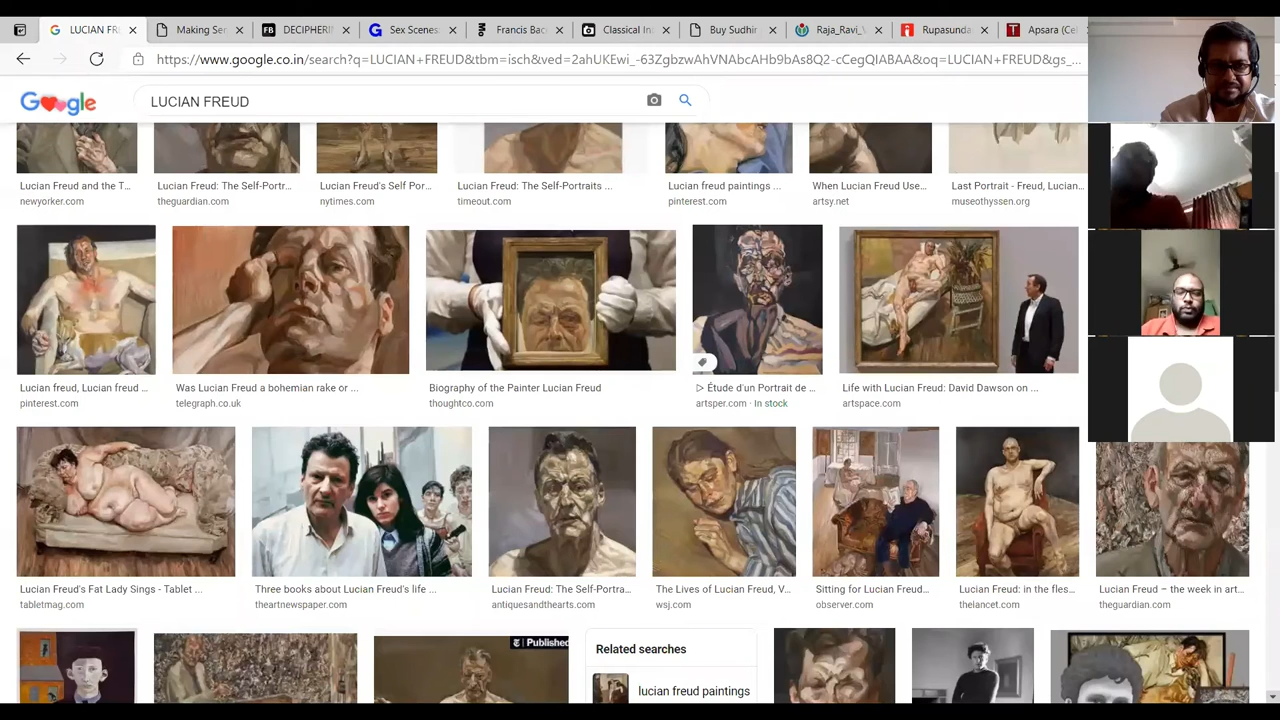 LUCIAN FR
Making Ser
DECIPHERIN
Sex Scenes
Francis Bac
Classical In
Buy Sudhir
Raja_Ravi_V
Rupasunda
Apsara (Cel
https://www.google.co.in/search?q=LUCIAN+FREUD&tbm=isch&ved=2ahUKEwi_-63ZgbzwAhVNAbcAHb9bAs8Q2-cCegQIABAA&oq=LUCIAN+FREUD&gs_...
LUCIAN FREUD
Lucian Freud and the T...
newyorker.com
Lucian Freud: The Self-Portr...
theguardian.com
Lucian Freud's Self Por...
nytimes.com
Lucian Freud: The Self-Portraits ...
timeout.com
Lucian freud paintings ...
pinterest.com
When Lucian Freud Use...
artsy.net
Last Portrait - Freud, Lucian...
museothyssen.org
Lucian freud, Lucian freud ...
pinterest.com
Was Lucian Freud a bohemian rake or ...
telegraph.co.uk
Biography of the Painter Lucian Freud
thoughtco.com
Étude d'un Portrait de ...
artsper.com · In stock
Life with Lucian Freud: David Dawson on ...
artspace.com
Lucian Freud's Fat Lady Sings - Tablet ...
tabletmag.com
Three books about Lucian Freud's life ...
theartnewspaper.com
Lucian Freud: The Self-Portra...
antiquesandthearts.com
The Lives of Lucian Freud, V...
wsj.com
Sitting for Lucian Freud...
observer.com
Lucian Freud: in the fles...
thelancet.com
Lucian Freud – the week in art...
theguardian.com
Published
Related searches
lucian freud paintings